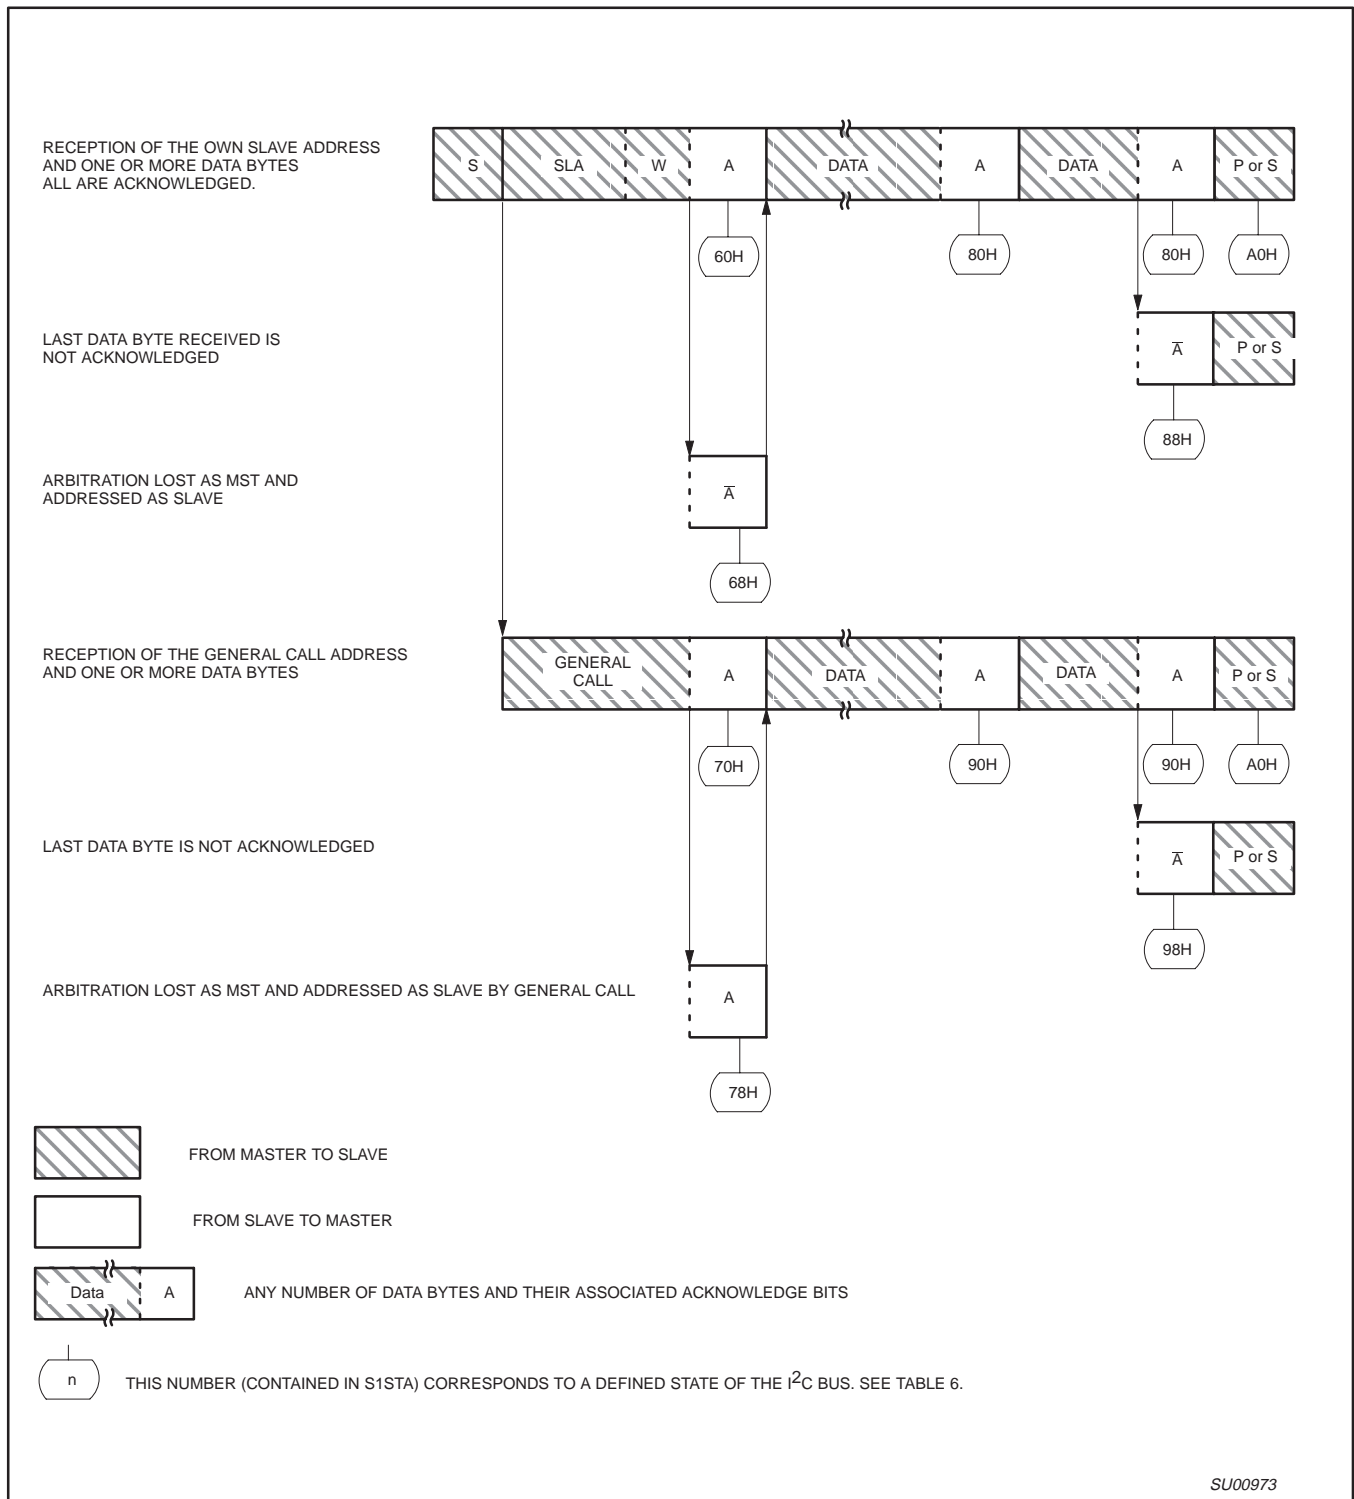 RECEPTION OF THE OWN SLAVE ADDRESS
AND ONE OR MORE DATA BYTES
ALL ARE ACKNOWLEDGED.
S SLA W A DATA A DATA A P or S
60H 80H 80H A0H
LAST DATA BYTE RECEIVED IS
NOT ACKNOWLEDGED
A̅ P or S
88H
ARBITRATION LOST AS MST AND
ADDRESSED AS SLAVE
A̅
68H
RECEPTION OF THE GENERAL CALL ADDRESS
AND ONE OR MORE DATA BYTES
GENERAL
CALL
A DATA A DATA A P or S
70H 90H 90H A0H
LAST DATA BYTE IS NOT ACKNOWLEDGED
A̅ P or S
98H
ARBITRATION LOST AS MST AND ADDRESSED AS SLAVE BY GENERAL CALL
A
78H
FROM MASTER TO SLAVE
FROM SLAVE TO MASTER
Data A
ANY NUMBER OF DATA BYTES AND THEIR ASSOCIATED ACKNOWLEDGE BITS
n
THIS NUMBER (CONTAINED IN S1STA) CORRESPONDS TO A DEFINED STATE OF THE I²C BUS. SEE TABLE 6.
SU00973